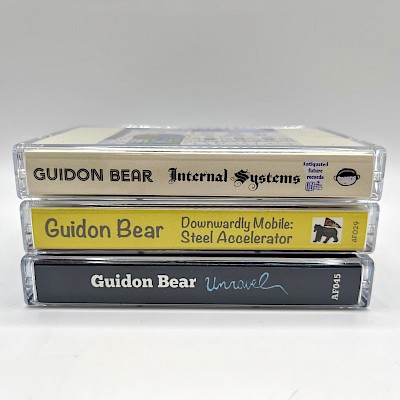 GUIDON BEAR Internal Systems
Antiquated
future
records
Guidon Bear
Downwardly Mobile:
Steel Accelerator
AF029
Guidon Bear Unravel
AF045